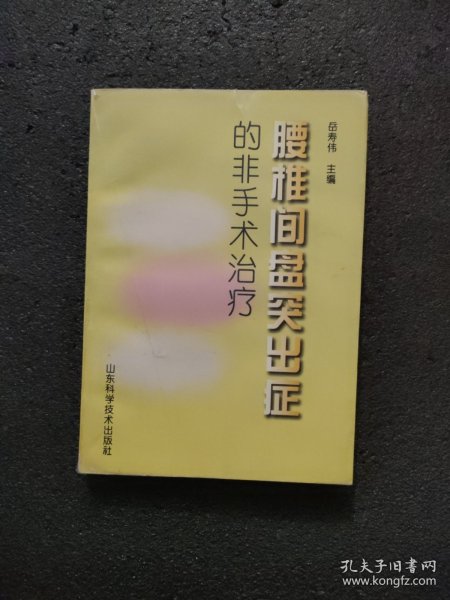 岳寿伟 主编
腰椎间盘突出症
的非手术治疗
山东科学技术出版社
孔夫子旧书网
www.kongfz.com